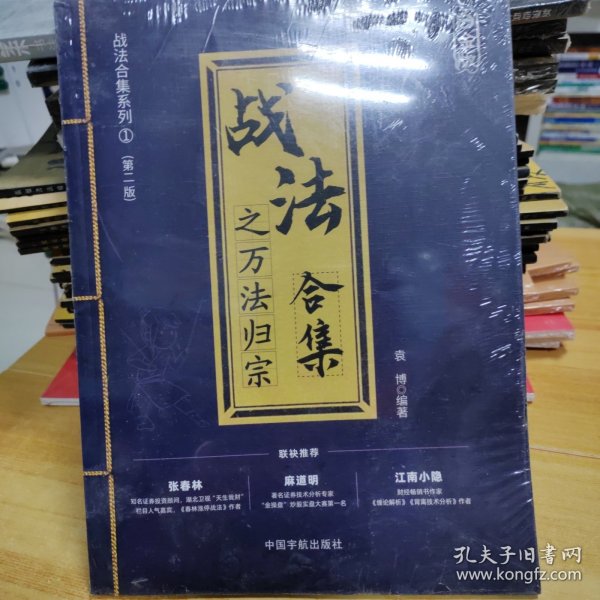 战法合集系列①(第二版)
战法
合集
之万法归宗
袁博◎编著
联袂推荐
张春林
知名证券投资顾问，湖北卫视“天生我财”
栏目人气嘉宾，《春林涨停战法》作者
麻道明
著名证券技术分析专家
“金操盘”炒股实盘大赛第一名
江南小隐
财经畅销书作家
《缠论解析》《背离技术分析》作者
中国宇航出版社
孔夫子旧书网
www.kongfz.com